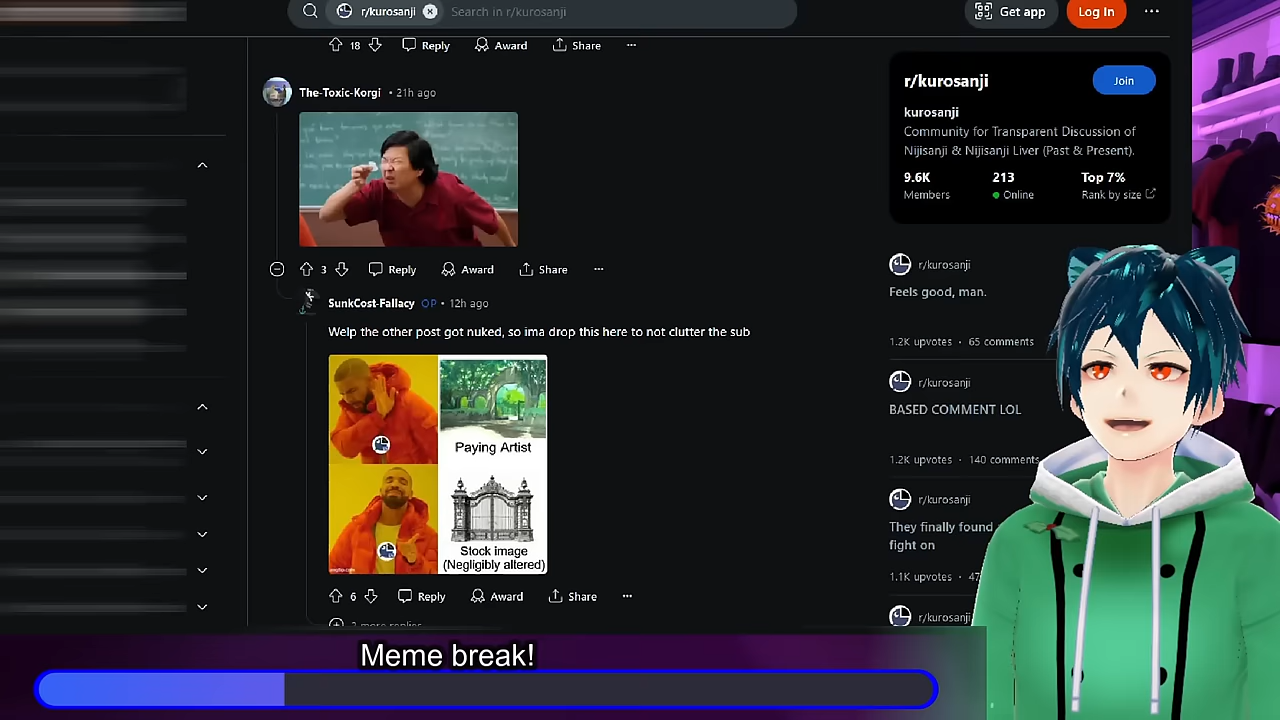 r/kurosanji
Search in r/kurosanji
Get app
Log In
18
Reply
Award
Share
The-Toxic-Korgi • 21h ago
3
Reply
Award
Share
SunkCost-Fallacy OP • 12h ago
Welp the other post got nuked, so ima drop this here to not clutter the sub
Paying Artist
Stock image
(Negligibly altered)
6
Reply
Award
Share
r/kurosanji
Join
kurosanji
Community for Transparent Discussion of
Nijisanji & Nijisanji Liver (Past & Present).
9.6K
213
Top 7%
Members
Online
Rank by size
r/kurosanji
Feels good, man.
1.2K upvotes • 65 comments
r/kurosanji
BASED COMMENT LOL
1.2K upvotes • 140 comments
r/kurosanji
They finally found
fight on
1.1K upvotes • 47
r/kurosanji
Meme break!